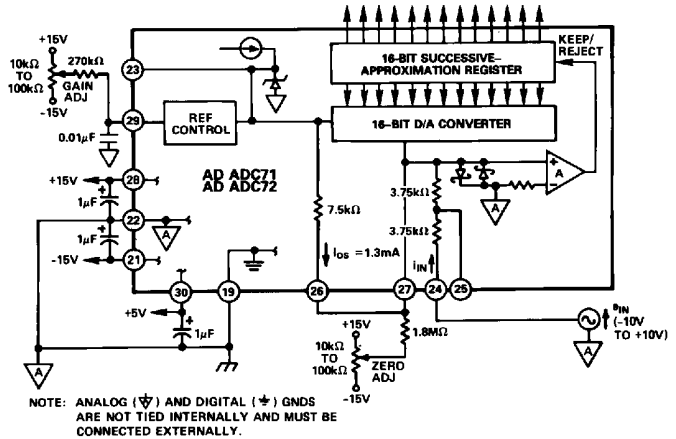 +15V
10kΩ
TO
100kΩ
270kΩ
GAIN
ADJ
-15V
0.01μF
23
29
REF
CONTROL
KEEP/
REJECT
16-BIT SUCCESSIVE-
APPROXIMATION REGISTER
16-BIT D/A CONVERTER
AD ADC71
AD ADC72
+15V
28
1μF
22
A
1μF
-15V
21
7.5kΩ
3.75kΩ
3.75kΩ
+
A
−
A
IOS = 1.3mA
iIN
30
19
26
27
24
25
+5V
1μF
A
+15V
10kΩ
TO
100kΩ
ZERO
ADJ
-15V
1.8MΩ
eIN
(-10V
TO +10V)
A
NOTE: ANALOG (A) AND DIGITAL (⏚) GNDS
ARE NOT TIED INTERNALLY AND MUST BE
CONNECTED EXTERNALLY.